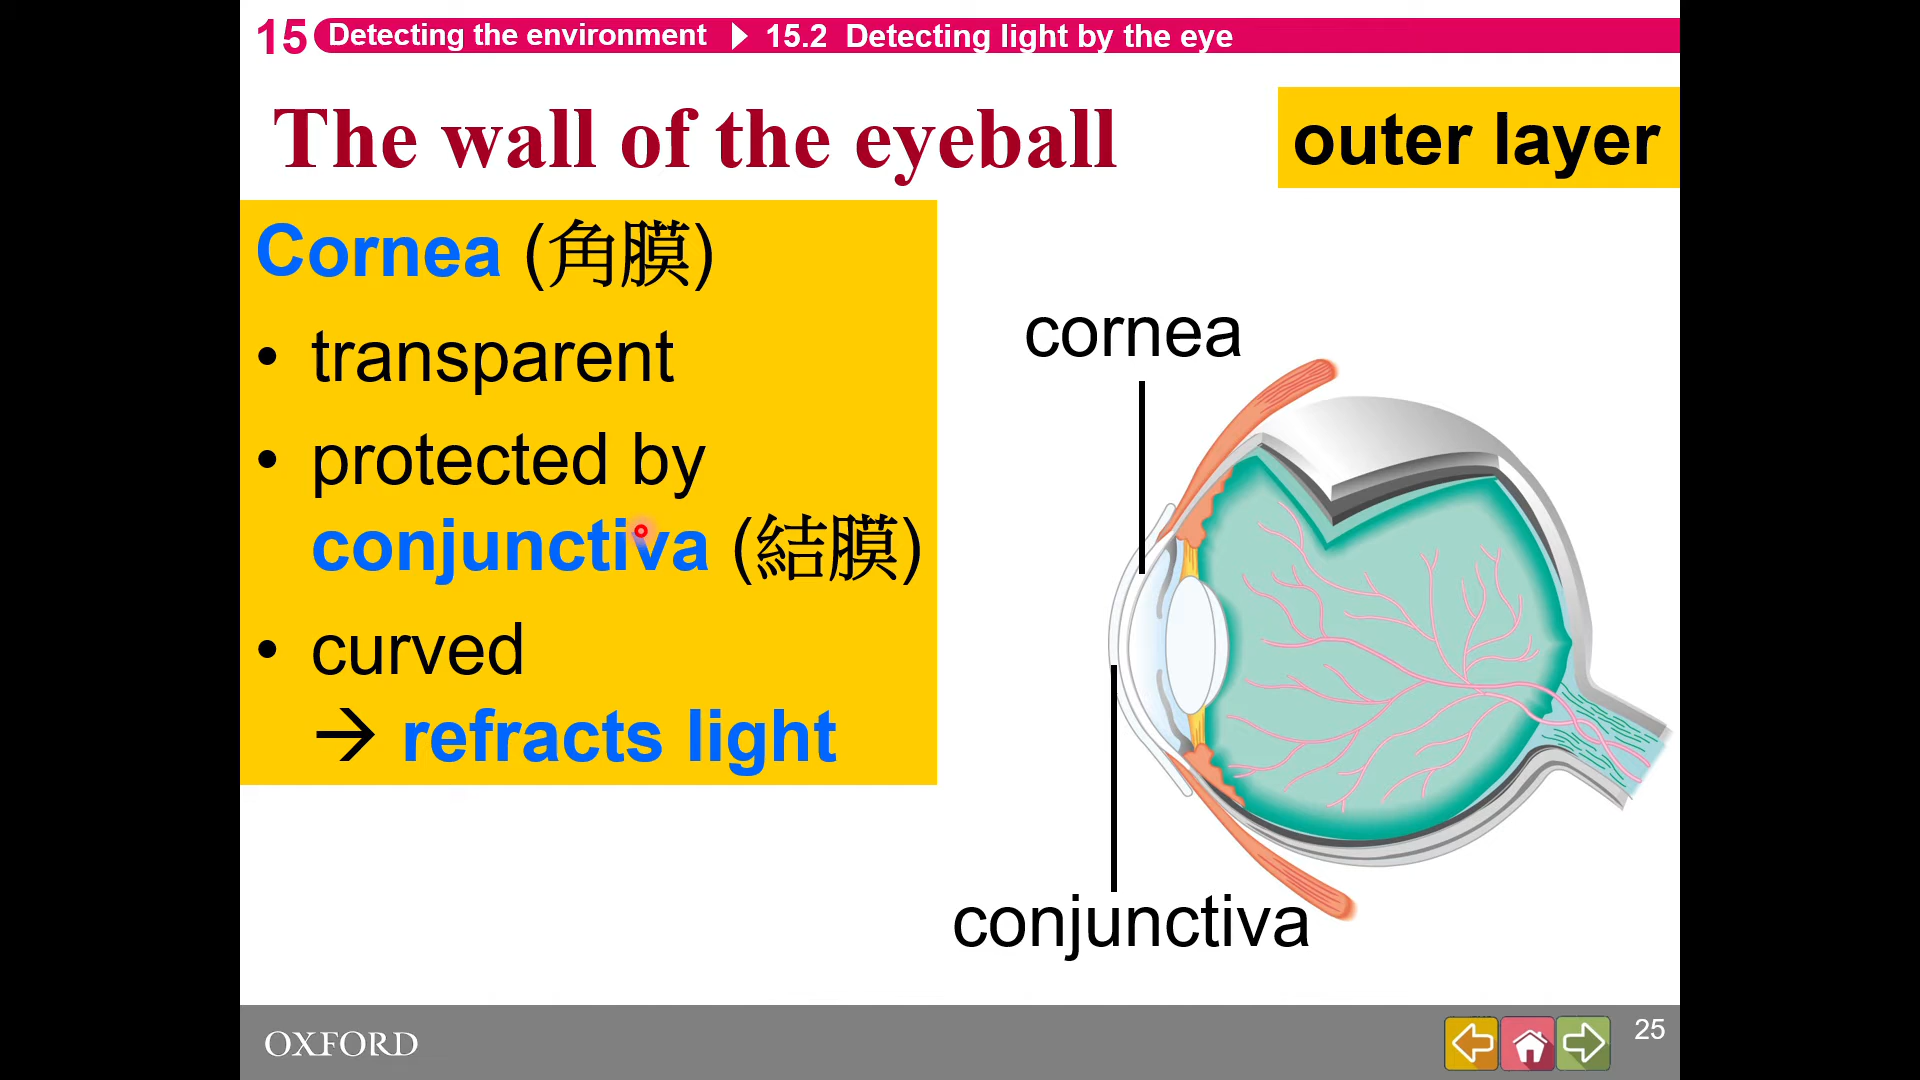 15 Detecting the environment ▶ 15.2 Detecting light by the eye
The wall of the eyeball
outer layer
Cornea (角膜)
• transparent
• protected by
conjunctiva (結膜)
• curved
→ refracts light
cornea
conjunctiva
OXFORD
25